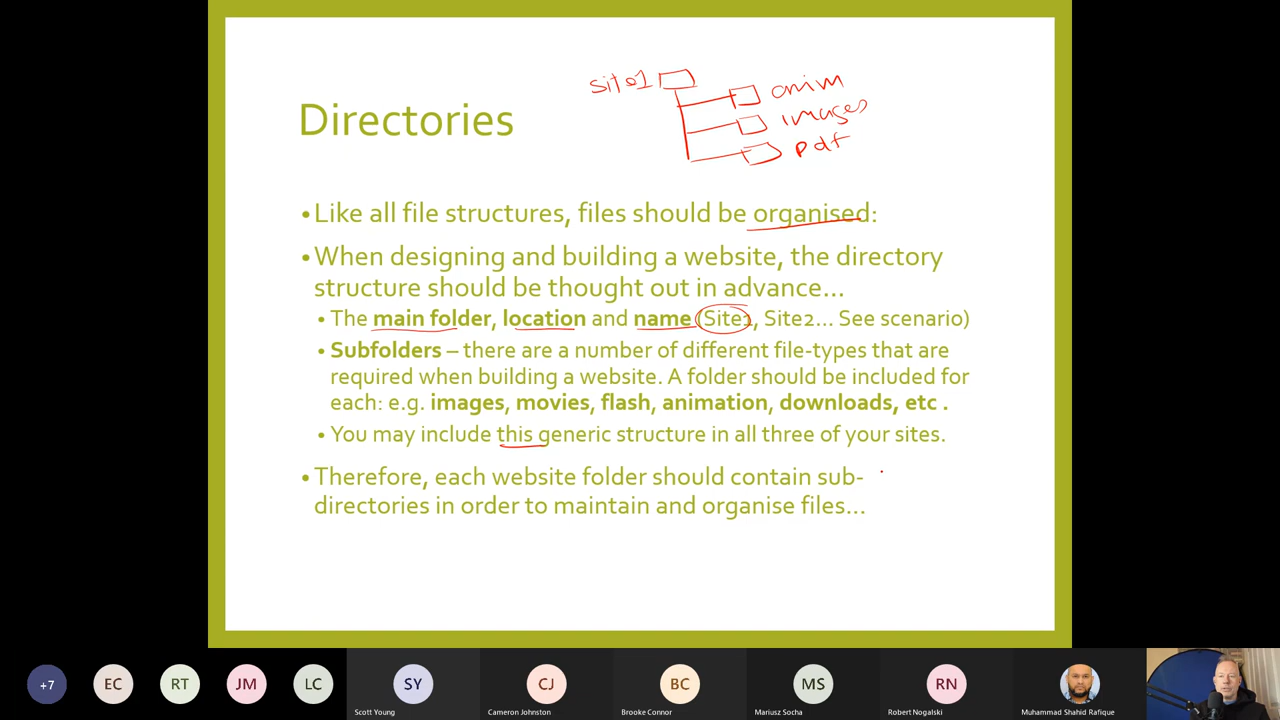 site1
anim
images
pdf
Directories
•Like all file structures, files should be organised:
•When designing and building a website, the directory
structure should be thought out in advance…
•The main folder, location and name (Site1, Site2… See scenario)
•Subfolders – there are a number of different file-types that are
required when building a website. A folder should be included for
each: e.g. images, movies, flash, animation, downloads, etc .
•You may include this generic structure in all three of your sites.
•Therefore, each website folder should contain sub-
directories in order to maintain and organise files…
+7
EC
RT
JM
LC
SY
CJ
BC
MS
RN
Scott Young
Cameron Johnston
Brooke Connor
Mariusz Socha
Robert Nogalski
Muhammad Shahid Rafique